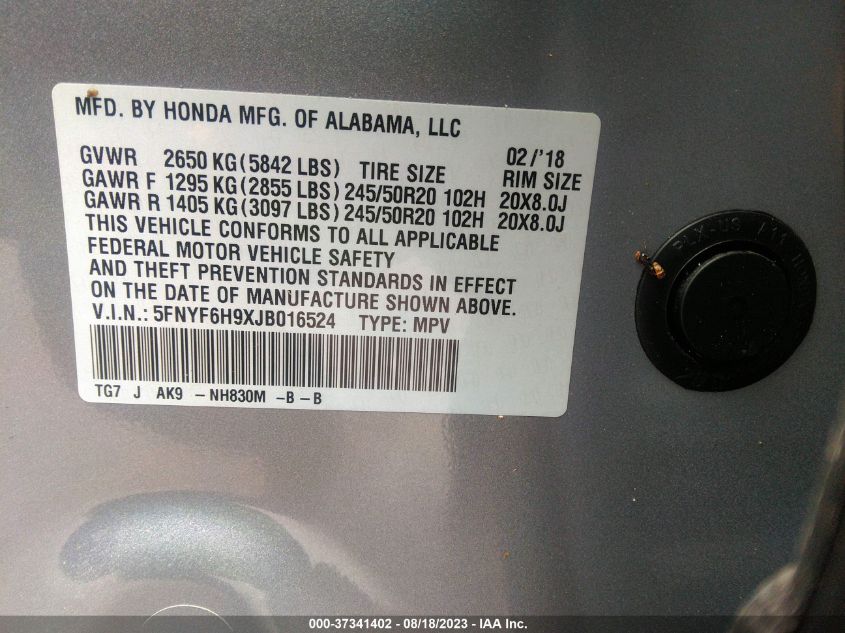 MFD. BY HONDA MFG. OF ALABAMA, LLC
GVWR 2650 KG(5842 LBS) TIRE SIZE 02/'18 RIM SIZE
GAWR F 1295 KG(2855 LBS) 245/50R20 102H 20X8.0J
GAWR R 1405 KG(3097 LBS) 245/50R20 102H 20X8.0J
THIS VEHICLE CONFORMS TO ALL APPLICABLE
FEDERAL MOTOR VEHICLE SAFETY
AND THEFT PREVENTION STANDARDS IN EFFECT
ON THE DATE OF MANUFACTURE SHOWN ABOVE.
V.I.N.: 5FNYF6H9XJB016524 TYPE: MPV
TG7 J AK9 -NH830M -B-B
000-37341402 - 08/18/2023 - IAA Inc.